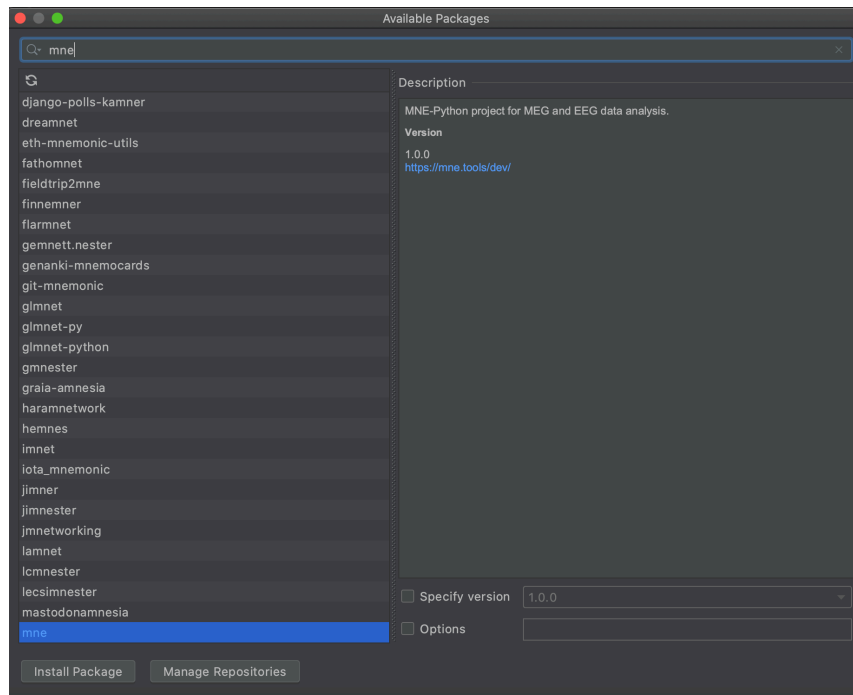 Available Packages
mne
django-polls-kamner
dreamnet
eth-mnemonic-utils
fathomnet
fieldtrip2mne
finnemner
flarmnet
gemnett.nester
genanki-mnemocards
git-mnemonic
glmnet
glmnet-py
glmnet-python
gmnester
graia-amnesia
haramnetwork
hemnes
imnet
iota_mnemonic
jimner
jimnester
jmnetworking
lamnet
lcmnester
lecsimnester
mastodonamnesia
mne
Description
MNE-Python project for MEG and EEG data analysis.
Version
1.0.0
https://mne.tools/dev/
Specify version 1.0.0
Options
Install Package Manage Repositories